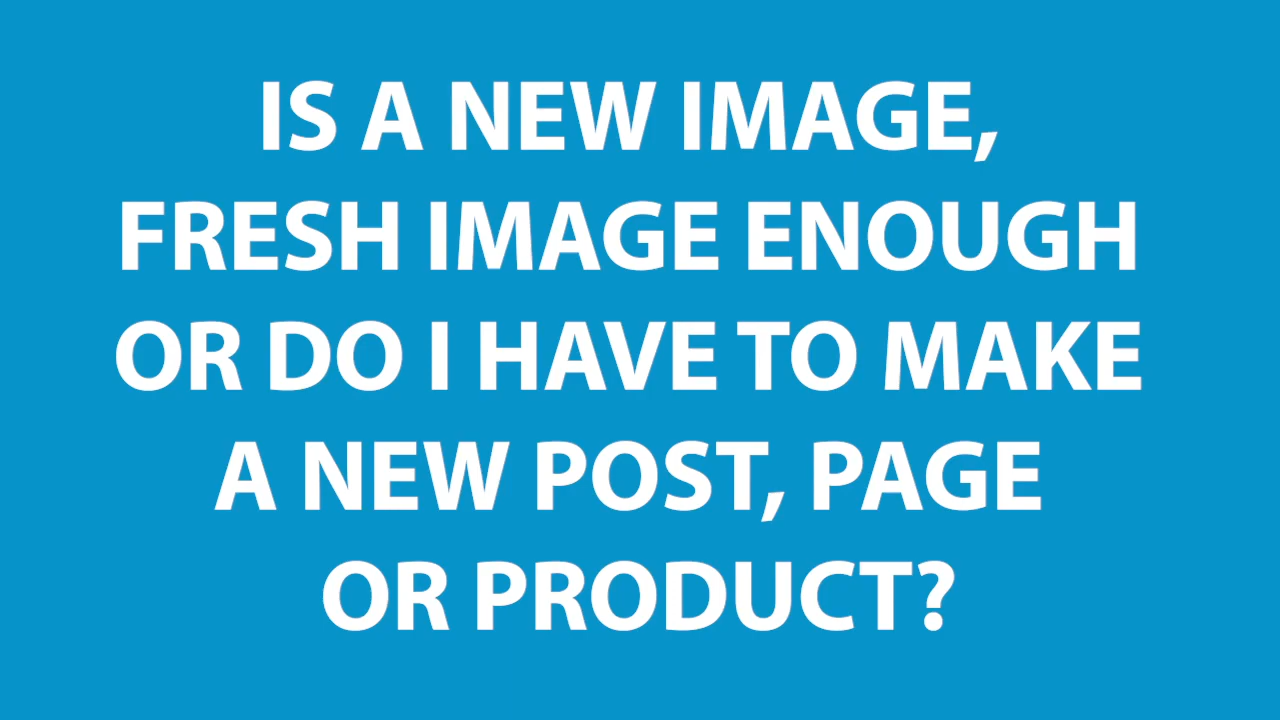 IS A NEW IMAGE,
FRESH IMAGE ENOUGH
OR DO I HAVE TO MAKE
A NEW POST, PAGE
OR PRODUCT?